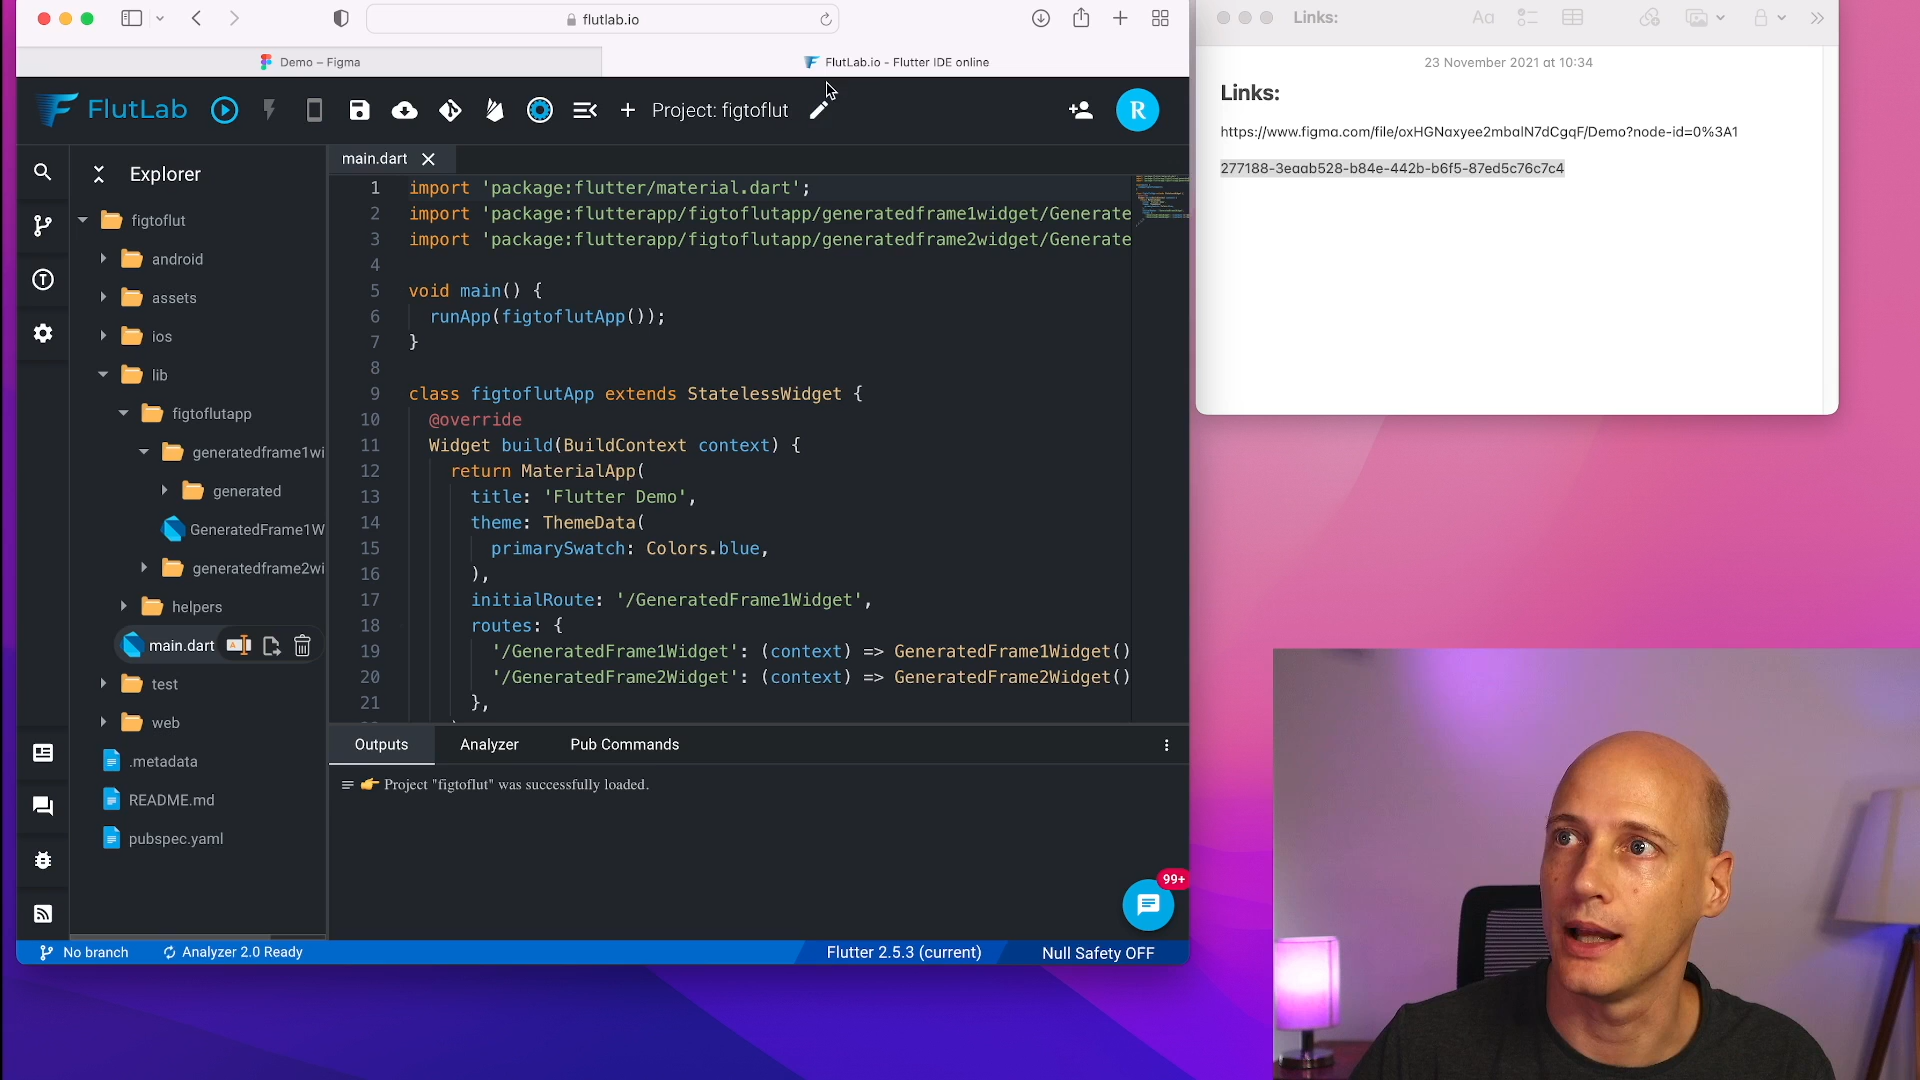 flutlab.io
Demo – Figma
FlutLab.io - Flutter IDE online
FlutLab
Project: figtoflut
R
Explorer
figtoflut
android
assets
ios
lib
figtoflutapp
generatedframe1wi
generated
GeneratedFrame1W
generatedframe2wi
helpers
main.dart
test
web
.metadata
README.md
pubspec.yaml
main.dart
1 import 'package:flutter/material.dart';
2 import 'package:flutterapp/figtoflutapp/generatedframe1widget/Generate
3 import 'package:flutterapp/figtoflutapp/generatedframe2widget/Generate
4
5 void main() {
6 runApp(figtoflutApp());
7 }
8
9 class figtoflutApp extends StatelessWidget {
10 @override
11 Widget build(BuildContext context) {
12 return MaterialApp(
13 title: 'Flutter Demo',
14 theme: ThemeData(
15 primarySwatch: Colors.blue,
16 ),
17 initialRoute: '/GeneratedFrame1Widget',
18 routes: {
19 '/GeneratedFrame1Widget': (context) => GeneratedFrame1Widget()
20 '/GeneratedFrame2Widget': (context) => GeneratedFrame2Widget()
21 },
Outputs Analyzer Pub Commands
👉 Project "figtoflut" was successfully loaded.
99+
No branch
Analyzer 2.0 Ready
Flutter 2.5.3 (current)
Null Safety OFF
Links:
Aa
23 November 2021 at 10:34
Links:
https://www.figma.com/file/oxHGNaxyee2mbalN7dCgqF/Demo?node-id=0%3A1
277188-3eaab528-b84e-442b-b6f5-87ed5c76c7c4